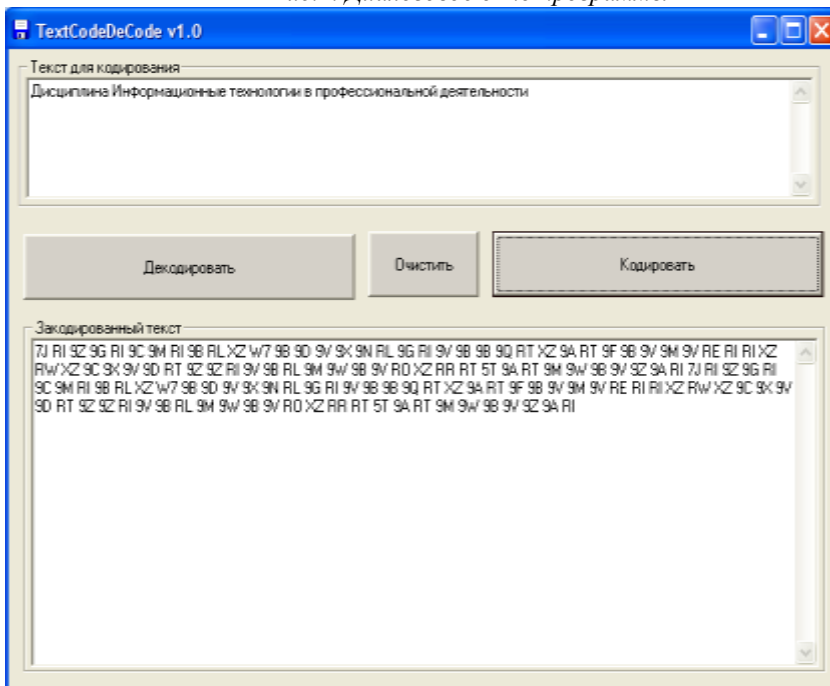 TextCodeDeCode v1.0
Текст для кодирования
Дисциплина Информационные технологии в профессиональной деятельности
Декодировать Очистить Кодировать
Закодированный текст
7J RI 9Z 9G RI 9C 9M RI 9B RL XZ W7 9B 9D 9V 9X 9N RL 9G RI 9V 9B 9B 9Q RT XZ 9A RT 9F 9B 9V 9M 9V RE RI RI XZ
RW XZ 9C 9X 9V 9D RT 9Z 9Z RI 9V 9B RL 9M 9W 9B 9V RO XZ RR RT 5T 9A RT 9M 9W 9B 9V 9Z 9A RI 7J RI 9Z 9G RI
9C 9M RI 9B RL XZ W7 9B 9D 9V 9X 9N RL 9G RI 9V 9B 9B 9Q RT XZ 9A RT 9F 9B 9V 9M 9V RE RI RI XZ RW XZ 9C 9X 9V
9D RT 9Z 9Z RI 9V 9B RL 9M 9W 9B 9V RO XZ RR RT 5T 9A RT 9M 9W 9B 9V 9Z 9A RI